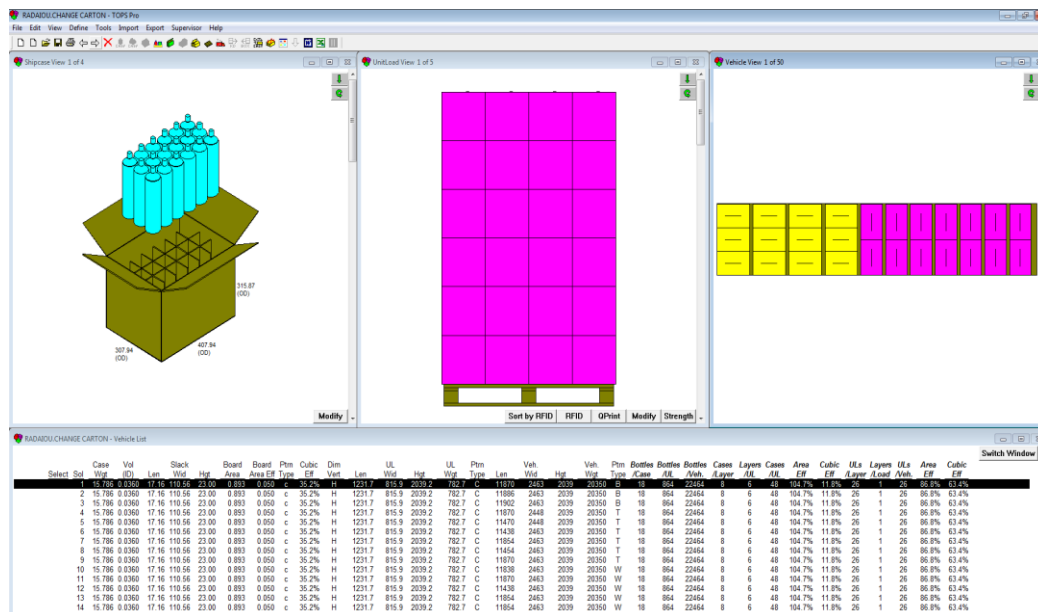 RADAIOU.CHANGE CARTON - TOPS Pro
File Edit View Define Tools Import Export Supervisor Help
Shipcase View 1 of 4
UnitLoad View 1 of 5
Vehicle View 1 of 50
315.87
(OD)
307.94
(OD)
407.94
(OD)
Modify
Sort by RFID RFID QPrint Modify Strength
RADAIOU.CHANGE CARTON - Vehicle List
Switch Window
Case Vol Slack Board Board Ptrn Cubic Dim UL UL Ptrn Veh. Veh. Ptrn Bottles Bottles Bottles Cases Layers Cases Area Cubic ULs Layers ULs Area Cubic
Select Sol Wgt (ID) Len Wid Hgt Area Area Eff Type Eff Vert Len Wid Hgt Wgt Type Len Wid Hgt Wgt Type /Case /UL /Veh. /Layer /UL /UL Eff Eff /Layer /Load /Veh. Eff Eff
1 15.786 0.0360 17.16 110.56 23.00 0.893 0.050 c 35.2% H 1231.7 815.9 2039.2 782.7 C 11870 2463 2039 20350 B 18 864 22464 8 6 48 104.7% 11.8% 26 1 26 86.8% 63.4%
2 15.786 0.0360 17.16 110.56 23.00 0.893 0.050 c 35.2% H 1231.7 815.9 2039.2 782.7 C 11886 2463 2039 20350 B 18 864 22464 8 6 48 104.7% 11.8% 26 1 26 86.8% 63.4%
3 15.786 0.0360 17.16 110.56 23.00 0.893 0.050 c 35.2% H 1231.7 815.9 2039.2 782.7 C 11902 2463 2039 20350 B 18 864 22464 8 6 48 104.7% 11.8% 26 1 26 86.8% 63.4%
4 15.786 0.0360 17.16 110.56 23.00 0.893 0.050 c 35.2% H 1231.7 815.9 2039.2 782.7 C 11870 2448 2039 20350 T 18 864 22464 8 6 48 104.7% 11.8% 26 1 26 86.8% 63.4%
5 15.786 0.0360 17.16 110.56 23.00 0.893 0.050 c 35.2% H 1231.7 815.9 2039.2 782.7 C 11470 2448 2039 20350 T 18 864 22464 8 6 48 104.7% 11.8% 26 1 26 86.8% 63.4%
6 15.786 0.0360 17.16 110.56 23.00 0.893 0.050 c 35.2% H 1231.7 815.9 2039.2 782.7 C 11438 2463 2039 20350 T 18 864 22464 8 6 48 104.7% 11.8% 26 1 26 86.8% 63.4%
7 15.786 0.0360 17.16 110.56 23.00 0.893 0.050 c 35.2% H 1231.7 815.9 2039.2 782.7 C 11854 2463 2039 20350 T 18 864 22464 8 6 48 104.7% 11.8% 26 1 26 86.8% 63.4%
8 15.786 0.0360 17.16 110.56 23.00 0.893 0.050 c 35.2% H 1231.7 815.9 2039.2 782.7 C 11454 2463 2039 20350 T 18 864 22464 8 6 48 104.7% 11.8% 26 1 26 86.8% 63.4%
9 15.786 0.0360 17.16 110.56 23.00 0.893 0.050 c 35.2% H 1231.7 815.9 2039.2 782.7 C 11870 2463 2039 20350 T 18 864 22464 8 6 48 104.7% 11.8% 26 1 26 86.8% 63.4%
10 15.786 0.0360 17.16 110.56 23.00 0.893 0.050 c 35.2% H 1231.7 815.9 2039.2 782.7 C 11838 2463 2039 20350 W 18 864 22464 8 6 48 104.7% 11.8% 26 1 26 86.8% 63.4%
11 15.786 0.0360 17.16 110.56 23.00 0.893 0.050 c 35.2% H 1231.7 815.9 2039.2 782.7 C 11870 2463 2039 20350 W 18 864 22464 8 6 48 104.7% 11.8% 26 1 26 86.8% 63.4%
12 15.786 0.0360 17.16 110.56 23.00 0.893 0.050 c 35.2% H 1231.7 815.9 2039.2 782.7 C 11438 2463 2039 20350 W 18 864 22464 8 6 48 104.7% 11.8% 26 1 26 86.8% 63.4%
13 15.786 0.0360 17.16 110.56 23.00 0.893 0.050 c 35.2% H 1231.7 815.9 2039.2 782.7 C 11854 2463 2039 20350 W 18 864 22464 8 6 48 104.7% 11.8% 26 1 26 86.8% 63.4%
14 15.786 0.0360 17.16 110.56 23.00 0.893 0.050 c 35.2% H 1231.7 815.9 2039.2 782.7 C 11854 2463 2039 20350 W 18 864 22464 8 6 48 104.7% 11.8% 26 1 26 86.8% 63.4%